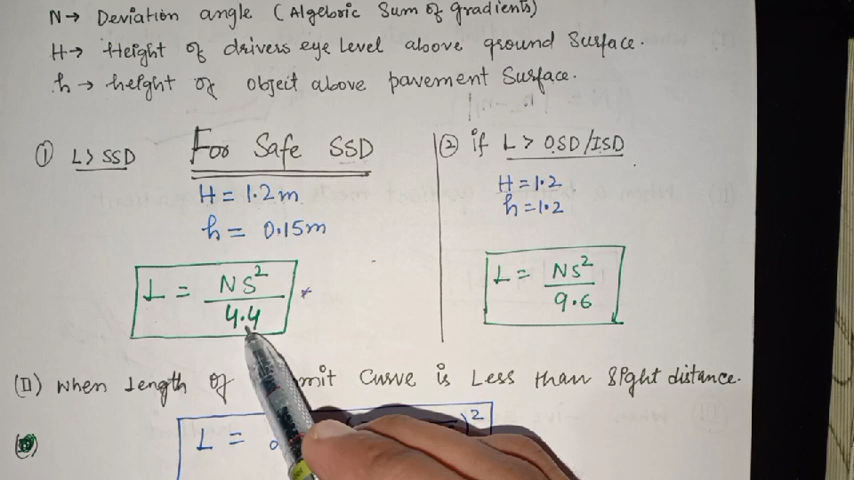 N → Deviation angle (Algebric Sum of gradients)
H → Height of drivers eye Level above ground Surface.
h → height of object above pavement Surface.
① L > SSD For Safe SSD
H = 1.2m
h = 0.15m
L = NS² / 4.4
② if L > OSD/ISD
H = 1.2
h = 1.2
L = NS² / 9.6
(II) When Length of Curve is Less than Sight distance.
L = )²